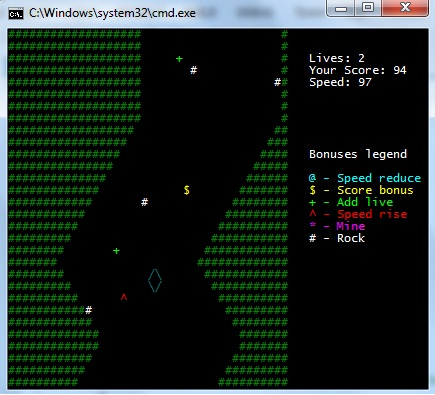 C:\Windows\system32\cmd.exe
Lives: 2
Your Score: 94
Speed: 97
Bonuses legend
@ - Speed reduce
$ - Score bonus
+ - Add live
^ - Speed rise
* - Mine
# - Rock